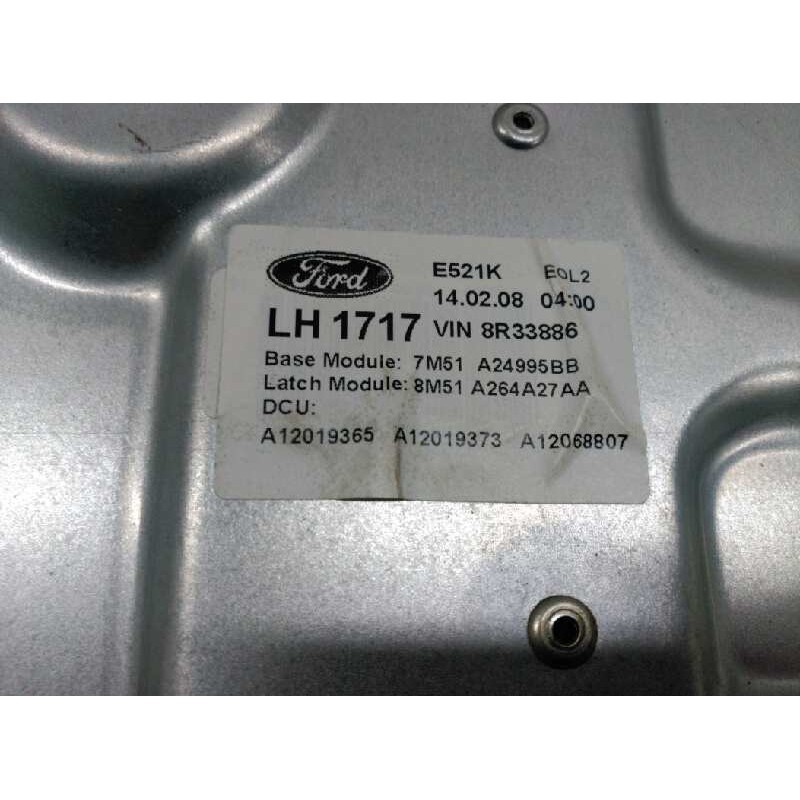 Ford
E521K EOL2
14.02.08 04:00
LH 1717 VIN 8R33886
Base Module: 7M51 A24995BB
Latch Module: 8M51 A264A27AA
DCU:
A12019365 A12019373 A12068807